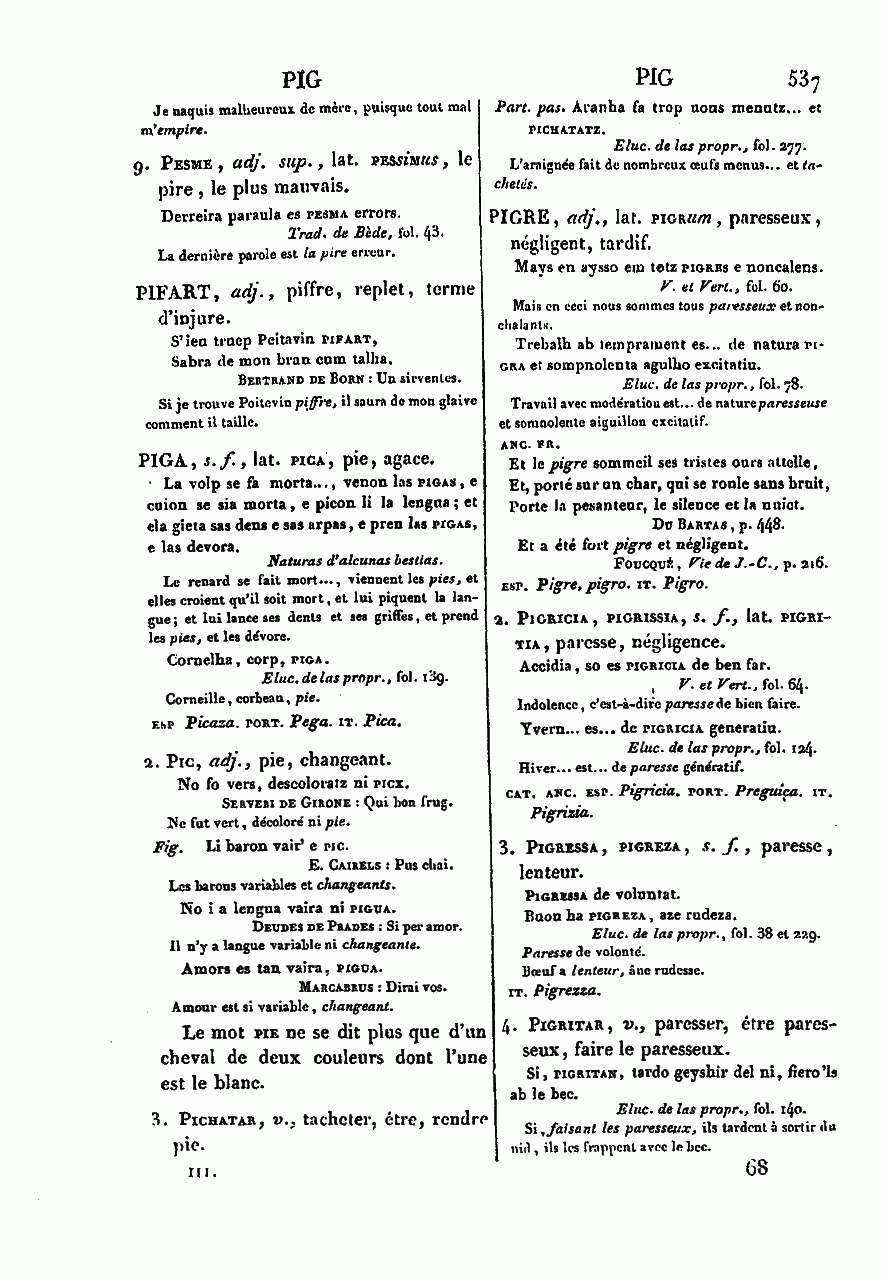 PIG
PIG 537
Je naquis malheureux de mère, puisque tout mal
m'empire.
9. PESME, adj. sup., lat. PESsiMUS, le
pire, le plus mauvais.
Derreira paraula es PESMA errors.
Trad. de Bède, fol. 43.
La dernière parole est la pire erreur.
PIFART, adj., piffre, replet, terme
d'injure.
S'ieu truep Peitavin PIFART,
Sabra de mon bran com talha.
BERTRAND DE BORN : Un sirventes.
Si je trouve Poitevin piffre, il saura de mon glaive
comment il taille.
PIGA, s. f., lat. PICA, pie, agace.
La volp se fa morta..., venon las PIGAS, e
cuion se sia morta, e picon li la lengua; et
ela gieta sas dens e sas arpas, e pren las PIGAS,
e las devora.
Naturas d'alcunas bestias.
Le renard se fait mort..., viennent les pies, et
elles croient qu'il soit mort, et lui piquent la lan-
gue; et lui lance ses dents et ses griffes, et prend
les pies, et les dévore.
Cornelha, corp, PIGA.
Eluc. de las propr., fol. 139.
Corneille, corbeau, pie.
ESP Picaza. PORT. Pega. IT. Pica.
2. PIC, adj., pie, changeant.
No fo vers, descoloratz ni PICX.
SERVERI DE GIRONE : Qui bon frug.
Ne fut vert, décoloré ni pie.
Fig. Li baron vair' e PIC.
E. CAIRELS : Pus chai.
Les barons variables et changeants.
No i a lengua vaira ni PIGUA.
DEUDES DE PRADES : Si per amor.
Il n'y a langue variable ni changeante.
Amors es tan vaira, PIGUA.
MARCABRUS : Dirai vos.
Amour est si variable, changeant.
Le mot PIE ne se dit plus que d'un
cheval de deux couleurs dont l'une
est le blanc.
3. PICHATAR, v., tacheter, être, rendre
pie.
III.
Part. pas. Aranha fa trop uous menutz... et
PICHATATZ.
Eluc. de las propr., fol. 277.
L'araignée fait de nombreux œufs menus... et ta-
chetés.
PIGRE, adj., lat. PIGRum, paresseux,
négligent, tardif.
Mays en aysso em totz PIGRES e noncalens.
V. et Vert., fol. 60.
Mais en ceci nous sommes tous paresseux et non-
chalants.
Trebalh ab temprament es... de natura PI-
GRA et sompnolenta agulho excitatiu.
Eluc. de las propr., fol. 78.
Travail avec modération est... de nature paresseuse
et somnolente aiguillon excitatif.
ANC. FR.
Et le pigre sommeil ses tristes ours attelle,
Et, porté sur un char, qui se roule sans bruit,
Porte la pesanteur, le silence et la nuict.
DU BARTAS, p. 448.
Et a été fort pigre et négligent.
FOUCQUÉ, Vie de J.-C., p. 216.
ESP. Pigre, pigro. IT. Pigro.
2. PIGRICIA, PIGRISSIA, s. f., lat. PIGRI-
TIA, paresse, négligence.
Accidia, so es PIGRICIA de ben far.
V. et Vert., fol. 64.
Indolence, c'est-à-dire paresse de bien faire.
Yvern... es... de PIGRICIA generatiu.
Eluc. de las propr., fol. 124.
Hiver... est... de paresse génératif.
CAT. ANC. ESP. Pigricia. PORT. Preguiça. IT.
Pigrizia.
3. PIGRESSA, PIGREZA, s. f., paresse,
lenteur.
PIGRESSA de voluntat.
Buou ha PIGREZA, aze rudeza.
Eluc. de las propr., fol. 38 et 229.
Paresse de volonté.
Bœuf a lenteur, âne rudesse.
IT. Pigrezza.
4. PIGRITAR, v., paresser, être pares-
seux, faire le paresseux.
Si, PIGRITAN, tardo geyshir del ni, fiero'ls
ab le bec.
Eluc. de las propr., fol. 140.
Si, faisant les paresseux, ils tardent à sortir du
nid, ils les frappent avec le bec.
68